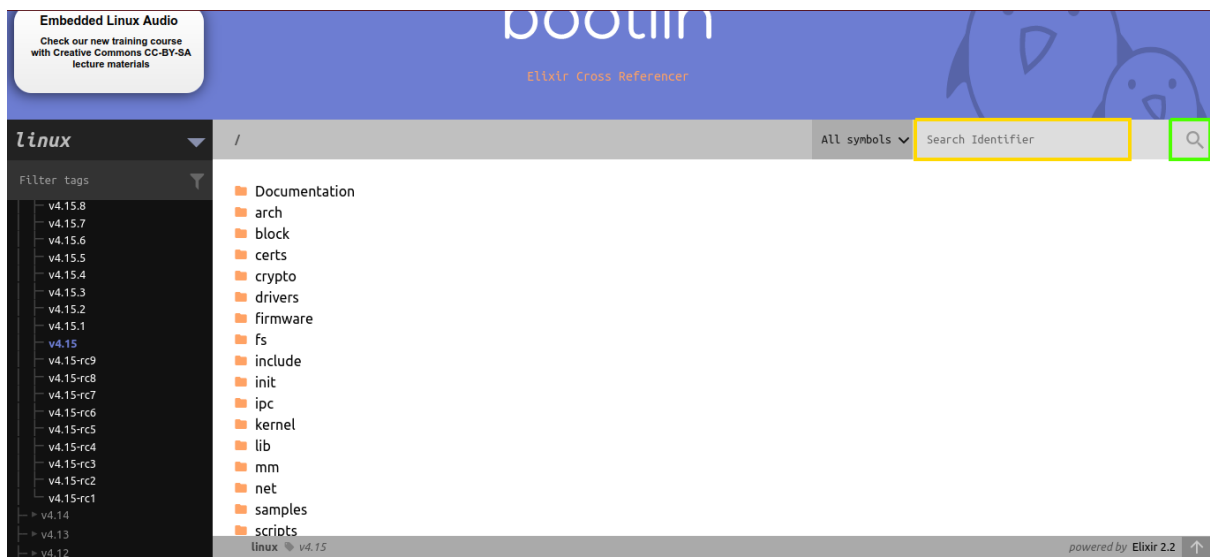 Embedded Linux Audio
Check our new training course
with Creative Commons CC-BY-SA
lecture materials
bootlin
Elixir Cross Referencer
linux
/
All symbols
Search Identifier
Filter tags
v4.15.8
v4.15.7
v4.15.6
v4.15.5
v4.15.4
v4.15.3
v4.15.2
v4.15.1
v4.15
v4.15-rc9
v4.15-rc8
v4.15-rc7
v4.15-rc6
v4.15-rc5
v4.15-rc4
v4.15-rc3
v4.15-rc2
v4.15-rc1
v4.14
v4.13
v4.12
Documentation
arch
block
certs
crypto
drivers
firmware
fs
include
init
ipc
kernel
lib
mm
net
samples
scripts
linux v4.15
powered by Elixir 2.2